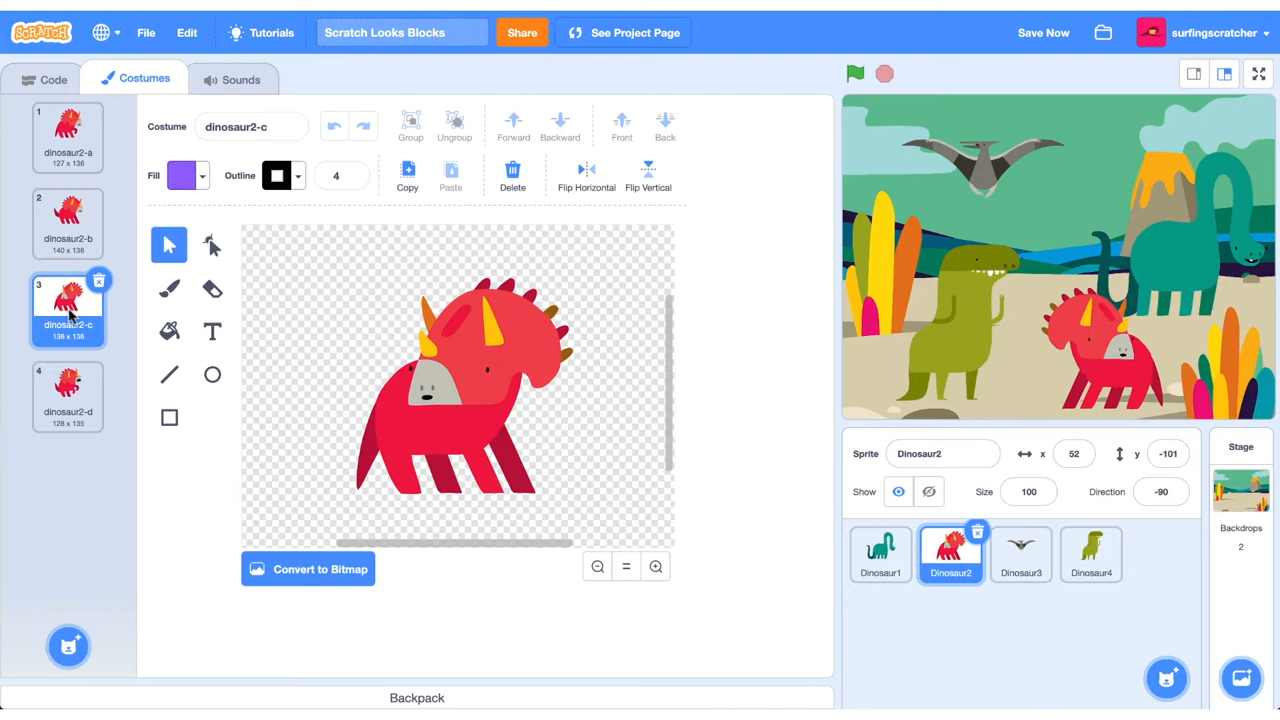 SCRATCH File Edit Tutorials Scratch Looks Blocks Share See Project Page Save Now surfingscratcher
Code Costumes Sounds
1
dinosaur2-a
127 x 136
2
dinosaur2-b
140 x 136
3
dinosaur2-c
136 x 136
4
dinosaur2-d
128 x 135
Costume dinosaur2-c Group Ungroup Forward Backward Front Back
Fill Outline 4 Copy Paste Delete Flip Horizontal Flip Vertical
T
Convert to Bitmap
Backpack
Sprite Dinosaur2 x 52 y -101
Show Size 100 Direction -90
Dinosaur1 Dinosaur2 Dinosaur3 Dinosaur4
Stage
Backdrops
2